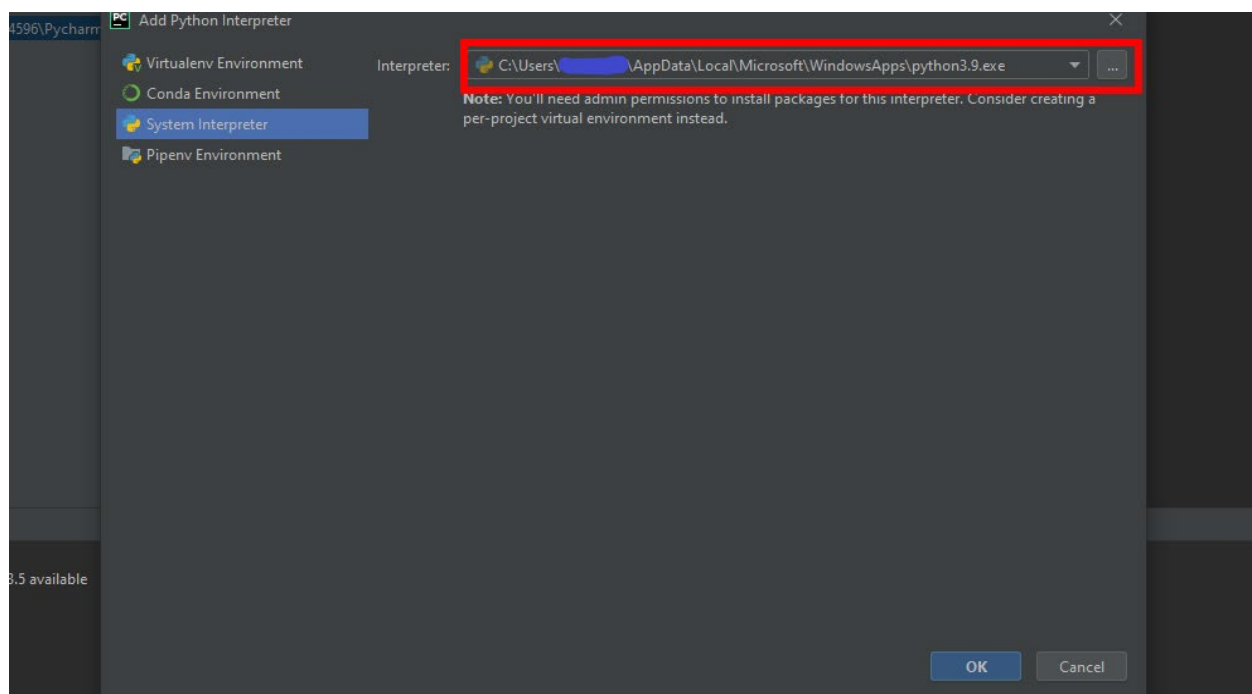 4596\Pycharm
PC Add Python Interpreter
Virtualenv Environment
Conda Environment
System Interpreter
Pipenv Environment
Interpreter: C:\Users\ \AppData\Local\Microsoft\WindowsApps\python3.9.exe ...
Note: You'll need admin permissions to install packages for this interpreter. Consider creating a
per-project virtual environment instead.
3.5 available
OK Cancel